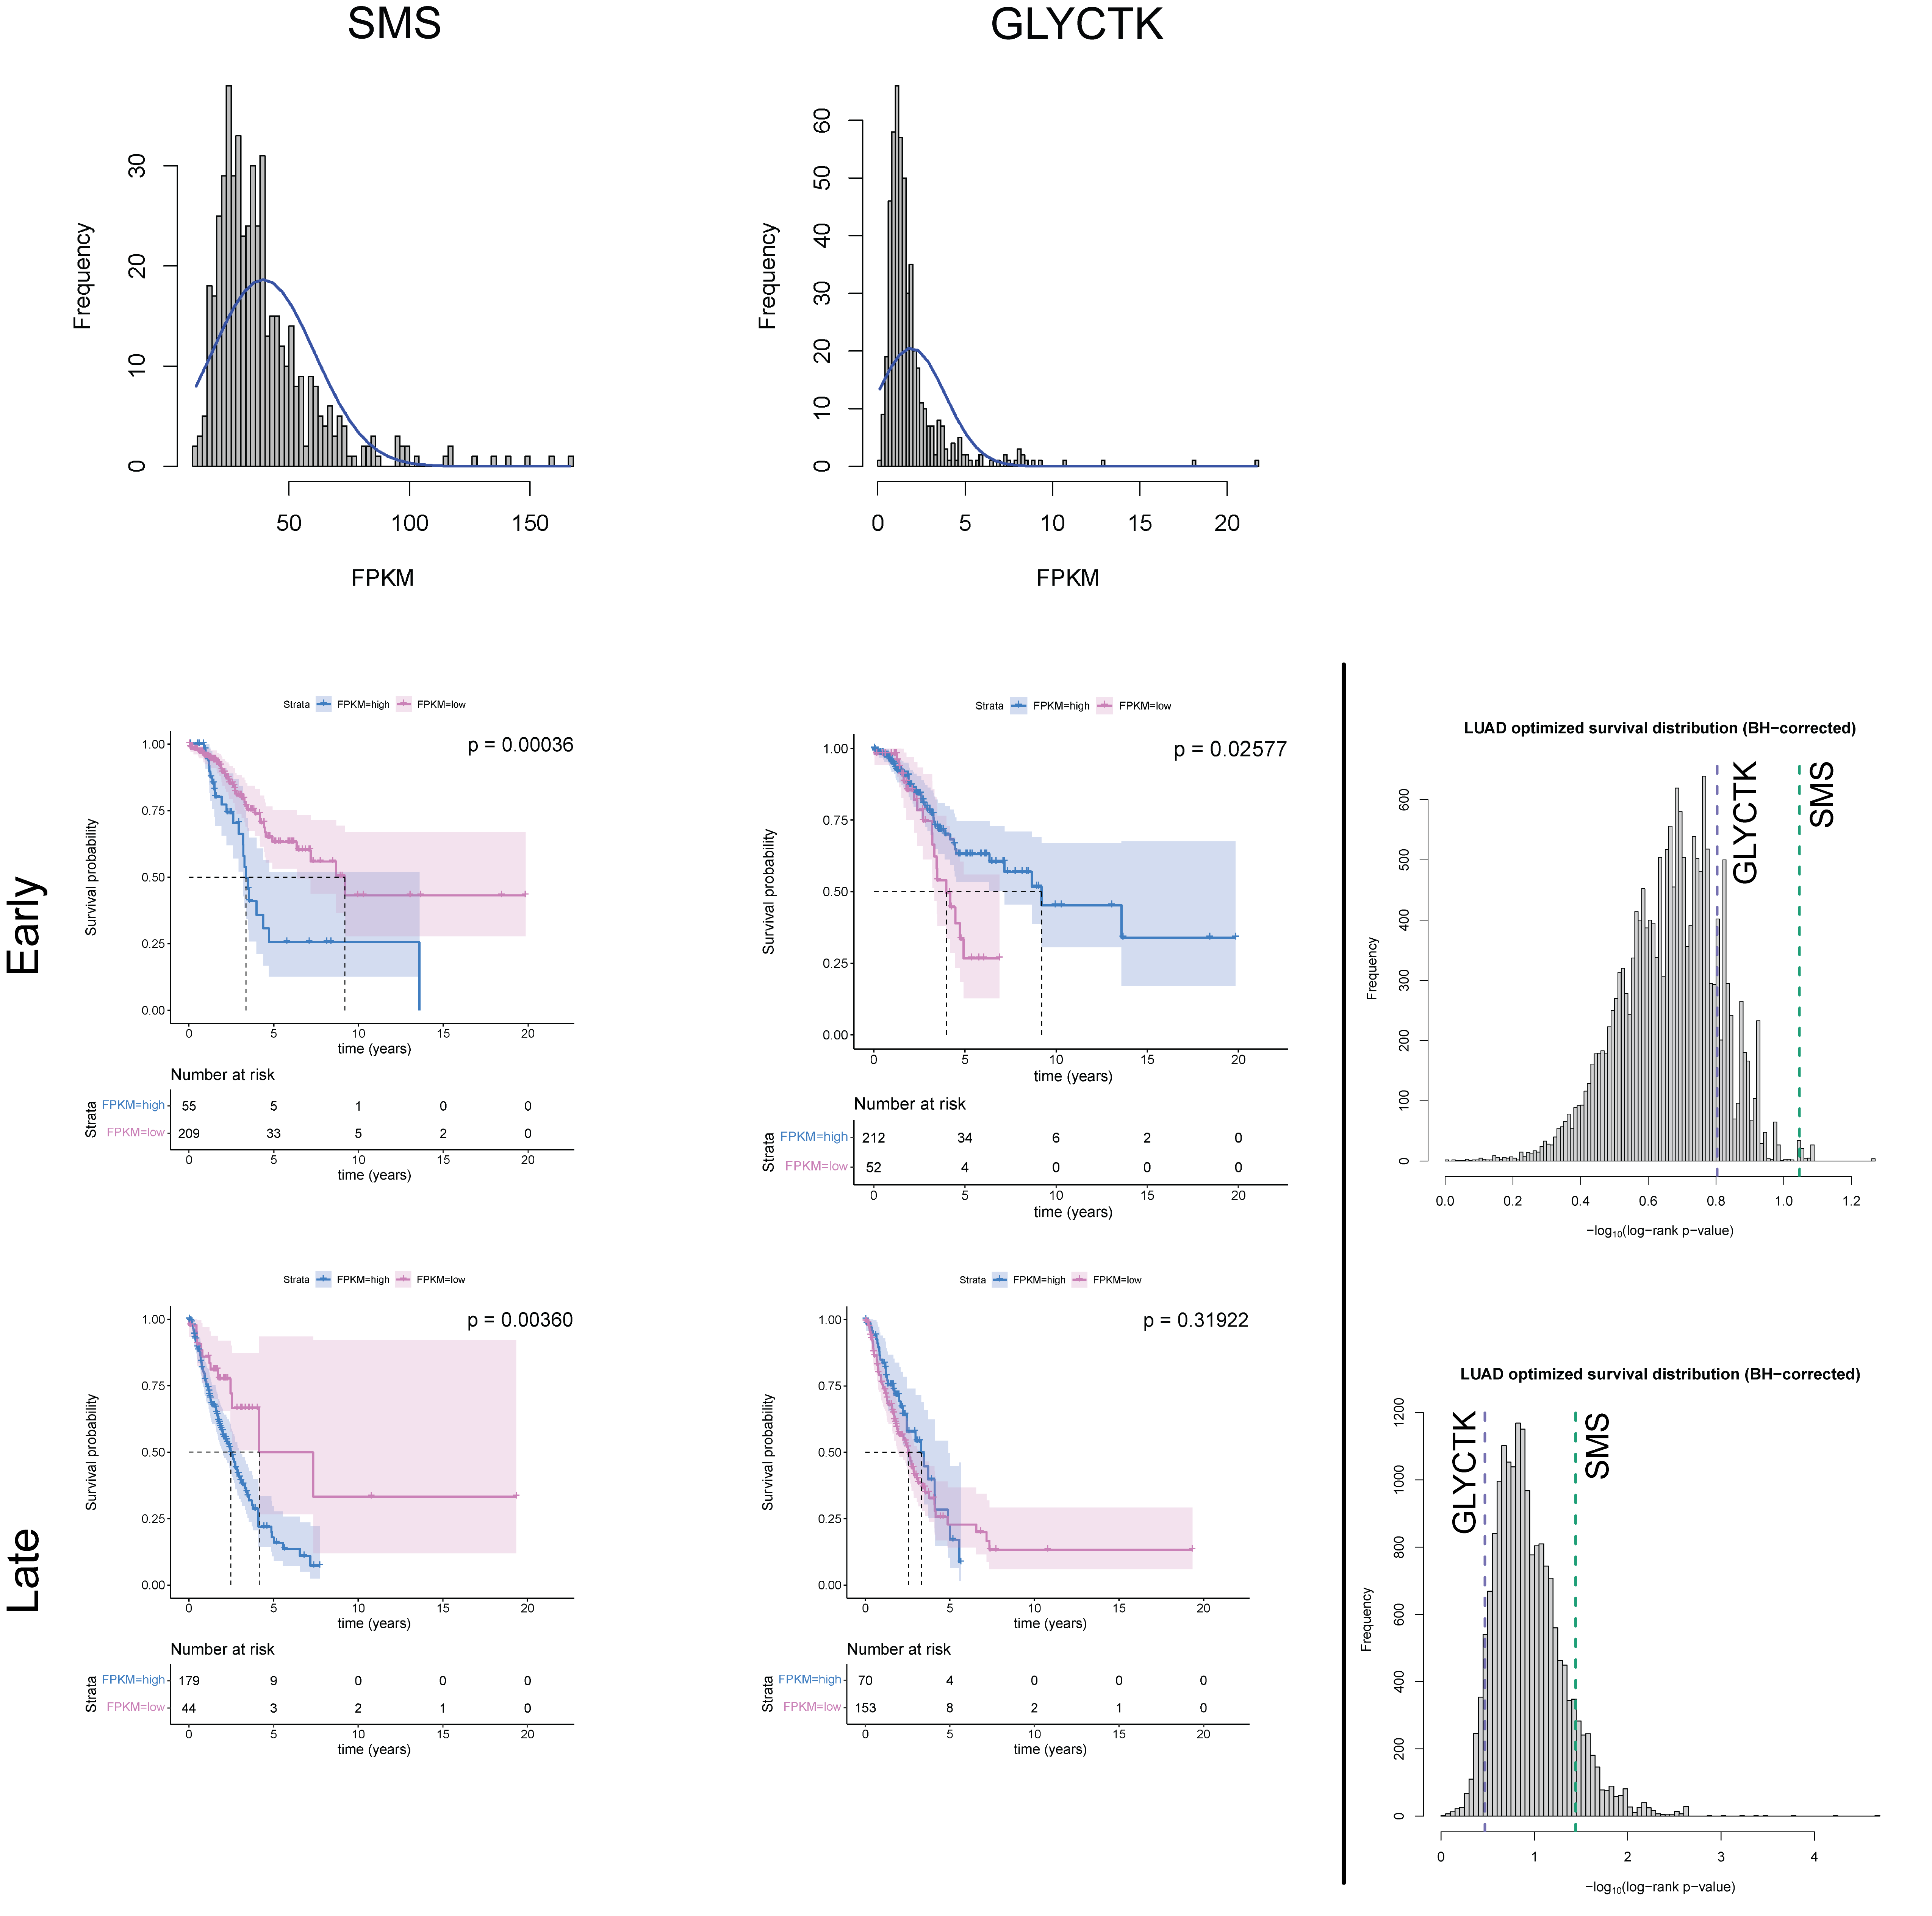 SMS
GLYCTK
Frequency
0 10 20 30
50 100 150
FPKM
Frequency
0 10 20 30 40 50 60
0 5 10 15 20
FPKM
Early
Strata FPKM=high FPKM=low
p = 0.00036
Survival probability
1.00
0.75
0.50
0.25
0.00
0 5 10 15 20
time (years)
Number at risk
Strata
FPKM=high 55 5 1 0 0
FPKM=low 209 33 5 2 0
0 5 10 15 20
time (years)
Strata FPKM=high FPKM=low
p = 0.02577
Survival probability
1.00
0.75
0.50
0.25
0.00
0 5 10 15 20
time (years)
Number at risk
Strata
FPKM=high 212 34 6 2 0
FPKM=low 52 4 0 0 0
0 5 10 15 20
time (years)
LUAD optimized survival distribution (BH−corrected)
GLYCTK
SMS
Frequency
0 100 200 300 400 500 600
0.0 0.2 0.4 0.6 0.8 1.0 1.2
−log₁₀(log−rank p−value)
Late
Strata FPKM=high FPKM=low
p = 0.00360
Survival probability
1.00
0.75
0.50
0.25
0.00
0 5 10 15 20
time (years)
Number at risk
Strata
FPKM=high 179 9 0 0 0
FPKM=low 44 3 2 1 0
0 5 10 15 20
time (years)
Strata FPKM=high FPKM=low
p = 0.31922
Survival probability
1.00
0.75
0.50
0.25
0.00
0 5 10 15 20
time (years)
Number at risk
Strata
FPKM=high 70 4 0 0 0
FPKM=low 153 8 2 1 0
0 5 10 15 20
time (years)
LUAD optimized survival distribution (BH−corrected)
GLYCTK
SMS
Frequency
0 200 400 600 800 1000 1200
0 1 2 3 4
−log₁₀(log−rank p−value)